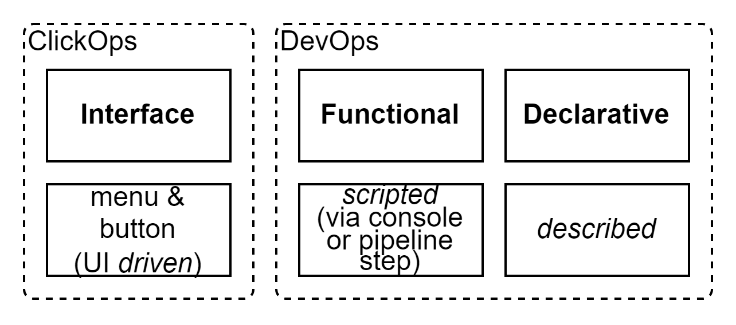 ClickOps
DevOps
Interface
Functional
Declarative
menu &
button
(UI driven)
scripted
(via console
or pipeline
step)
described